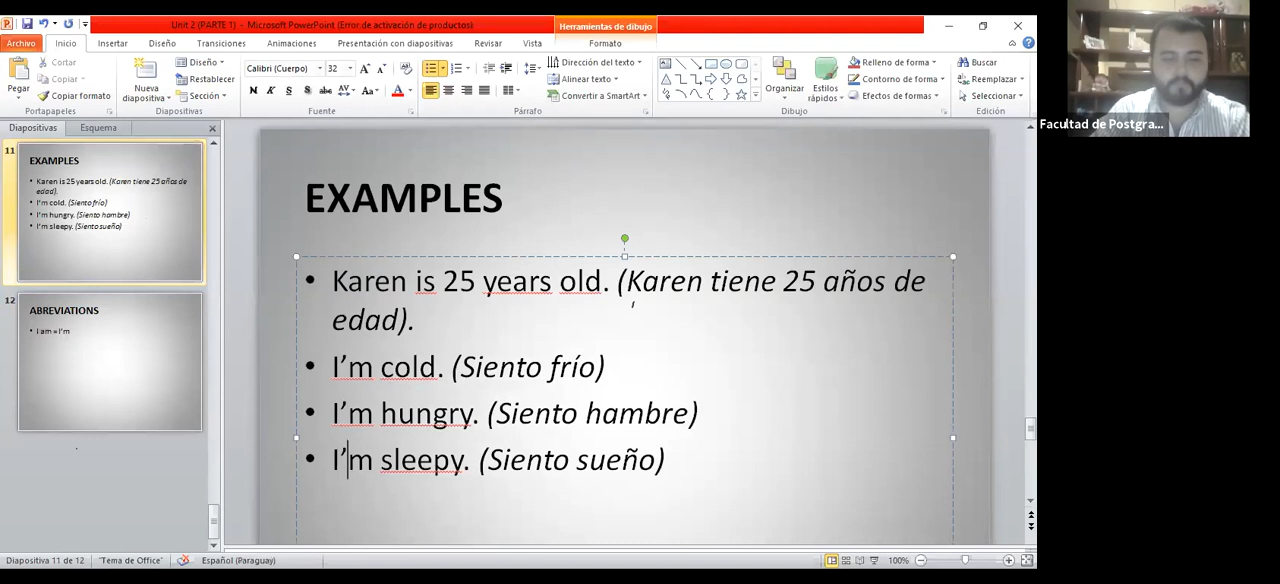 Unit 2 (PARTE 1) - Microsoft PowerPoint (Error de activación de productos)
Herramientas de dibujo
Archivo Inicio Insertar Diseño Transiciones Animaciones Presentación con diapositivas Revisar Vista Formato
Pegar
Cortar
Copiar
Copiar formato
Portapapeles
Nueva diapositiva
Diseño
Restablecer
Sección
Diapositivas
Calibri (Cuerpo) 32
N K S S abc AV Aa A
Fuente
Dirección del texto
Alinear texto
Convertir a SmartArt
Párrafo
Organizar
Estilos rápidos
Relleno de forma
Contorno de forma
Efectos de formas
Dibujo
Buscar
Reemplazar
Seleccionar
Edición
Facultad de Postgra...
Diapositivas Esquema
11
EXAMPLES
• Karen is 25 years old. (Karen tiene 25 años de
edad).
• I'm cold. (Siento frío)
• I'm hungry. (Siento hambre)
• I'm sleepy. (Siento sueño)
12
ABREVIATIONS
• I am = I'm
EXAMPLES
• Karen is 25 years old. (Karen tiene 25 años de
edad).
• I'm cold. (Siento frío)
• I'm hungry. (Siento hambre)
• I'm sleepy. (Siento sueño)
Diapositiva 11 de 12 "Tema de Office" Español (Paraguay) 100%